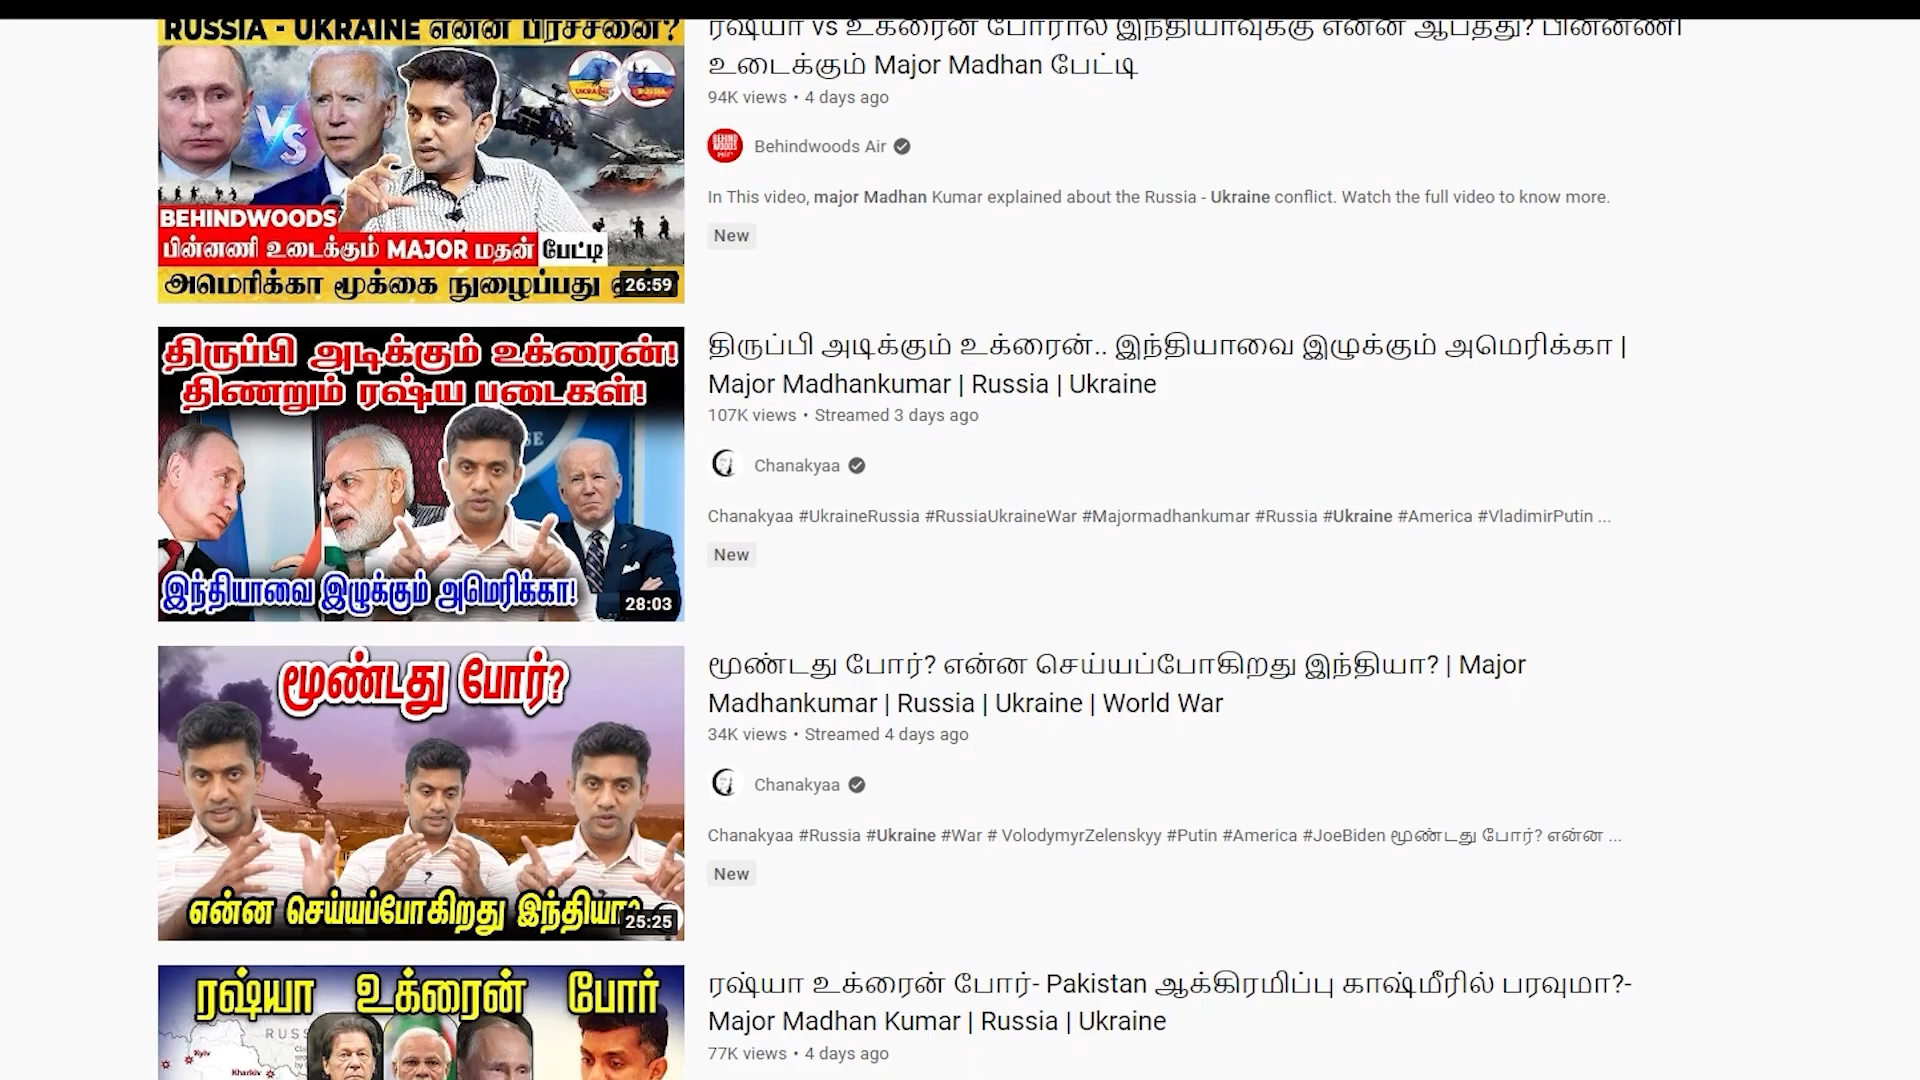 RUSSIA - UKRAINE என்ன பிரச்சனை?
VS
UKRAINE
RUSSIA
BEHINDWOODS
பின்னணி உடைக்கும் MAJOR மதன் பேட்டி
அமெரிக்கா மூக்கை நுழைப்பது
26:59
ரஷ்யா vs உக்ரைன் போரால் இந்தியாவுக்கு என்ன ஆபத்து? பின்னணி
உடைக்கும் Major Madhan பேட்டி
94K views • 4 days ago
BEHIND WOODS
Behindwoods Air
In This video, major Madhan Kumar explained about the Russia - Ukraine conflict. Watch the full video to know more.
New
திருப்பி அடிக்கும் உக்ரைன்!
திணறும் ரஷ்ய படைகள்!
இந்தியாவை இழுக்கும் அமெரிக்கா!
28:03
திருப்பி அடிக்கும் உக்ரைன்.. இந்தியாவை இழுக்கும் அமெரிக்கா |
Major Madhankumar | Russia | Ukraine
107K views • Streamed 3 days ago
Chanakyaa
Chanakyaa #UkraineRussia #RussiaUkraineWar #Majormadhankumar #Russia #Ukraine #America #VladimirPutin ...
New
மூண்டது போர்?
என்ன செய்யப்போகிறது இந்தியா?
25:25
மூண்டது போர்? என்ன செய்யப்போகிறது இந்தியா? | Major
Madhankumar | Russia | Ukraine | World War
34K views • Streamed 4 days ago
Chanakyaa
Chanakyaa #Russia #Ukraine #War # VolodymyrZelenskyy #Putin #America #JoeBiden மூண்டது போர்? என்ன ...
New
ரஷ்யா உக்ரைன் போர்
RUSS
Kyiv
Kharkiv
ரஷ்யா உக்ரைன் போர்- Pakistan ஆக்கிரமிப்பு காஷ்மீரில் பரவுமா?-
Major Madhan Kumar | Russia | Ukraine
77K views • 4 days ago